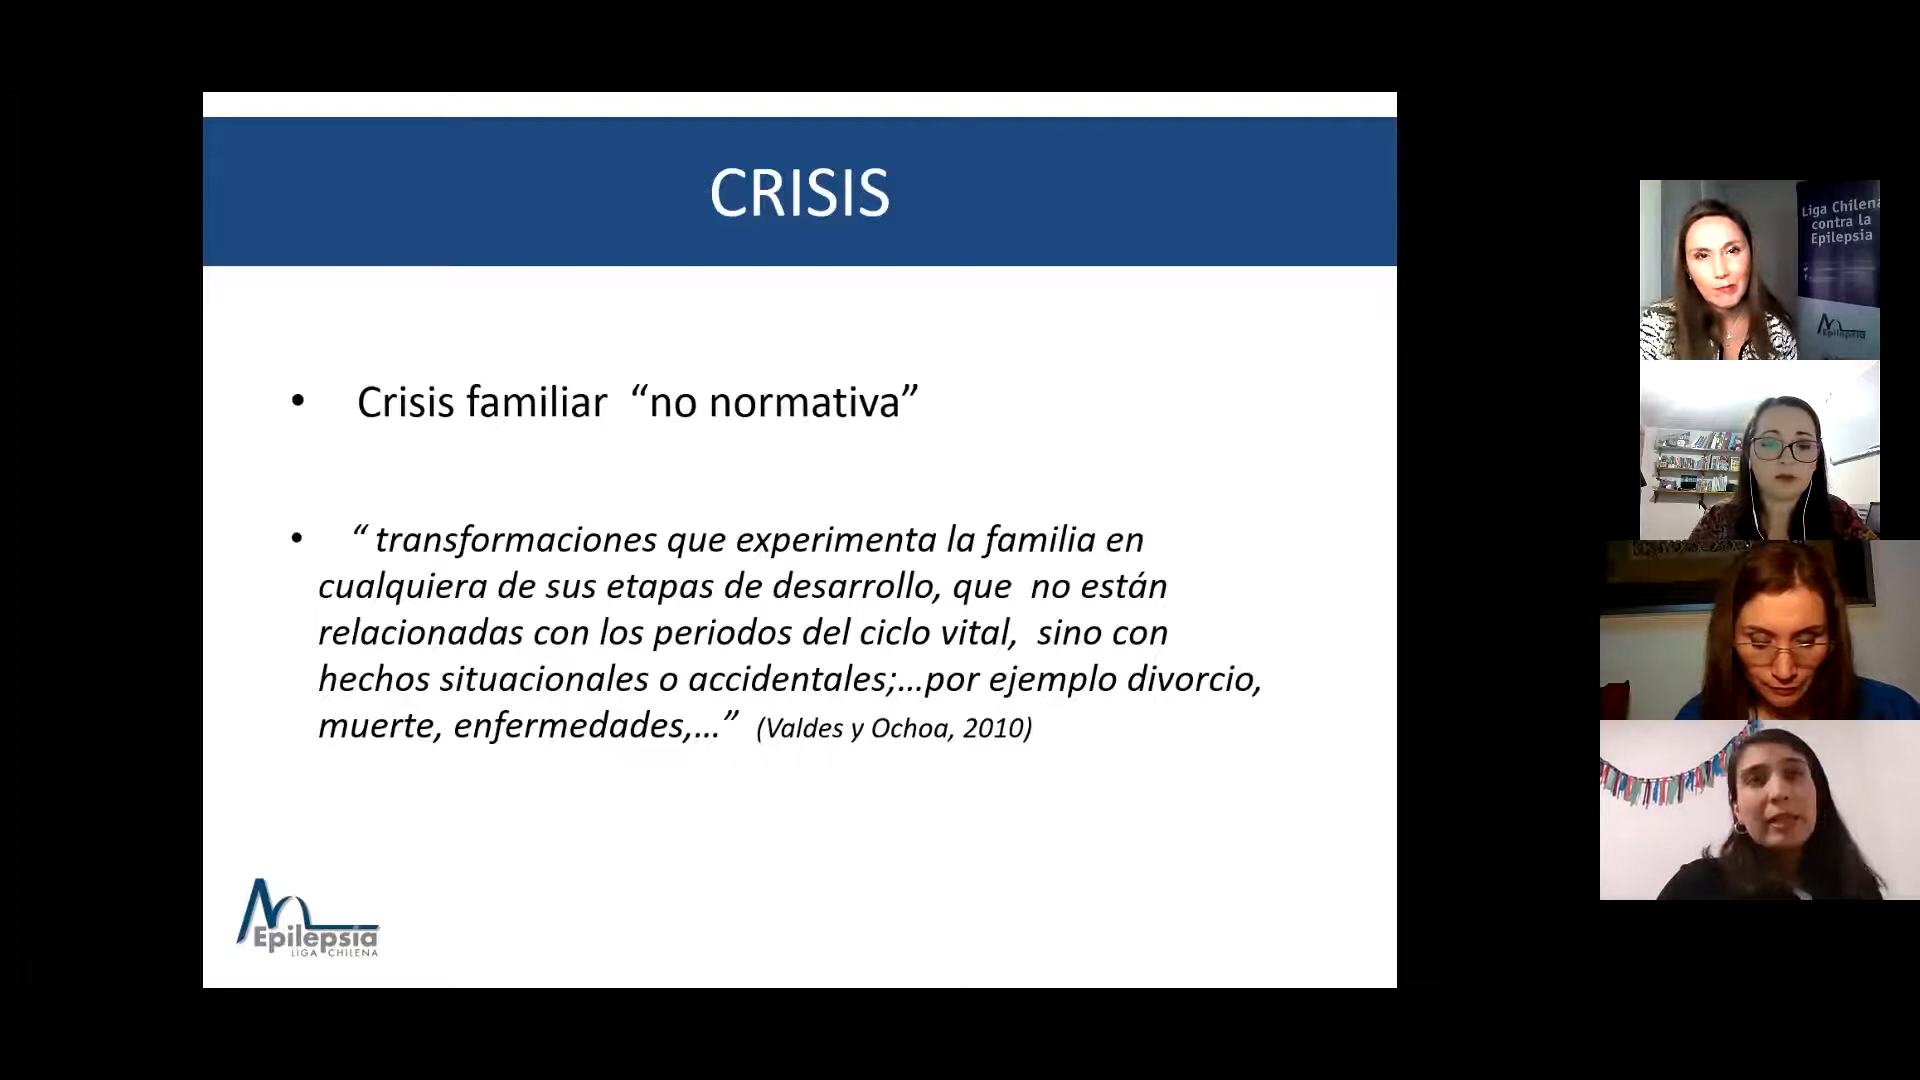 CRISIS
• Crisis familiar “no normativa”
• “ transformaciones que experimenta la familia en
cualquiera de sus etapas de desarrollo, que no están
relacionadas con los periodos del ciclo vital, sino con
hechos situacionales o accidentales;...por ejemplo divorcio,
muerte, enfermedades,...” (Valdes y Ochoa, 2010)
Epilepsia
LIGA CHILENA
Liga Chilena
contra la
Epilepsia
Epilepsia